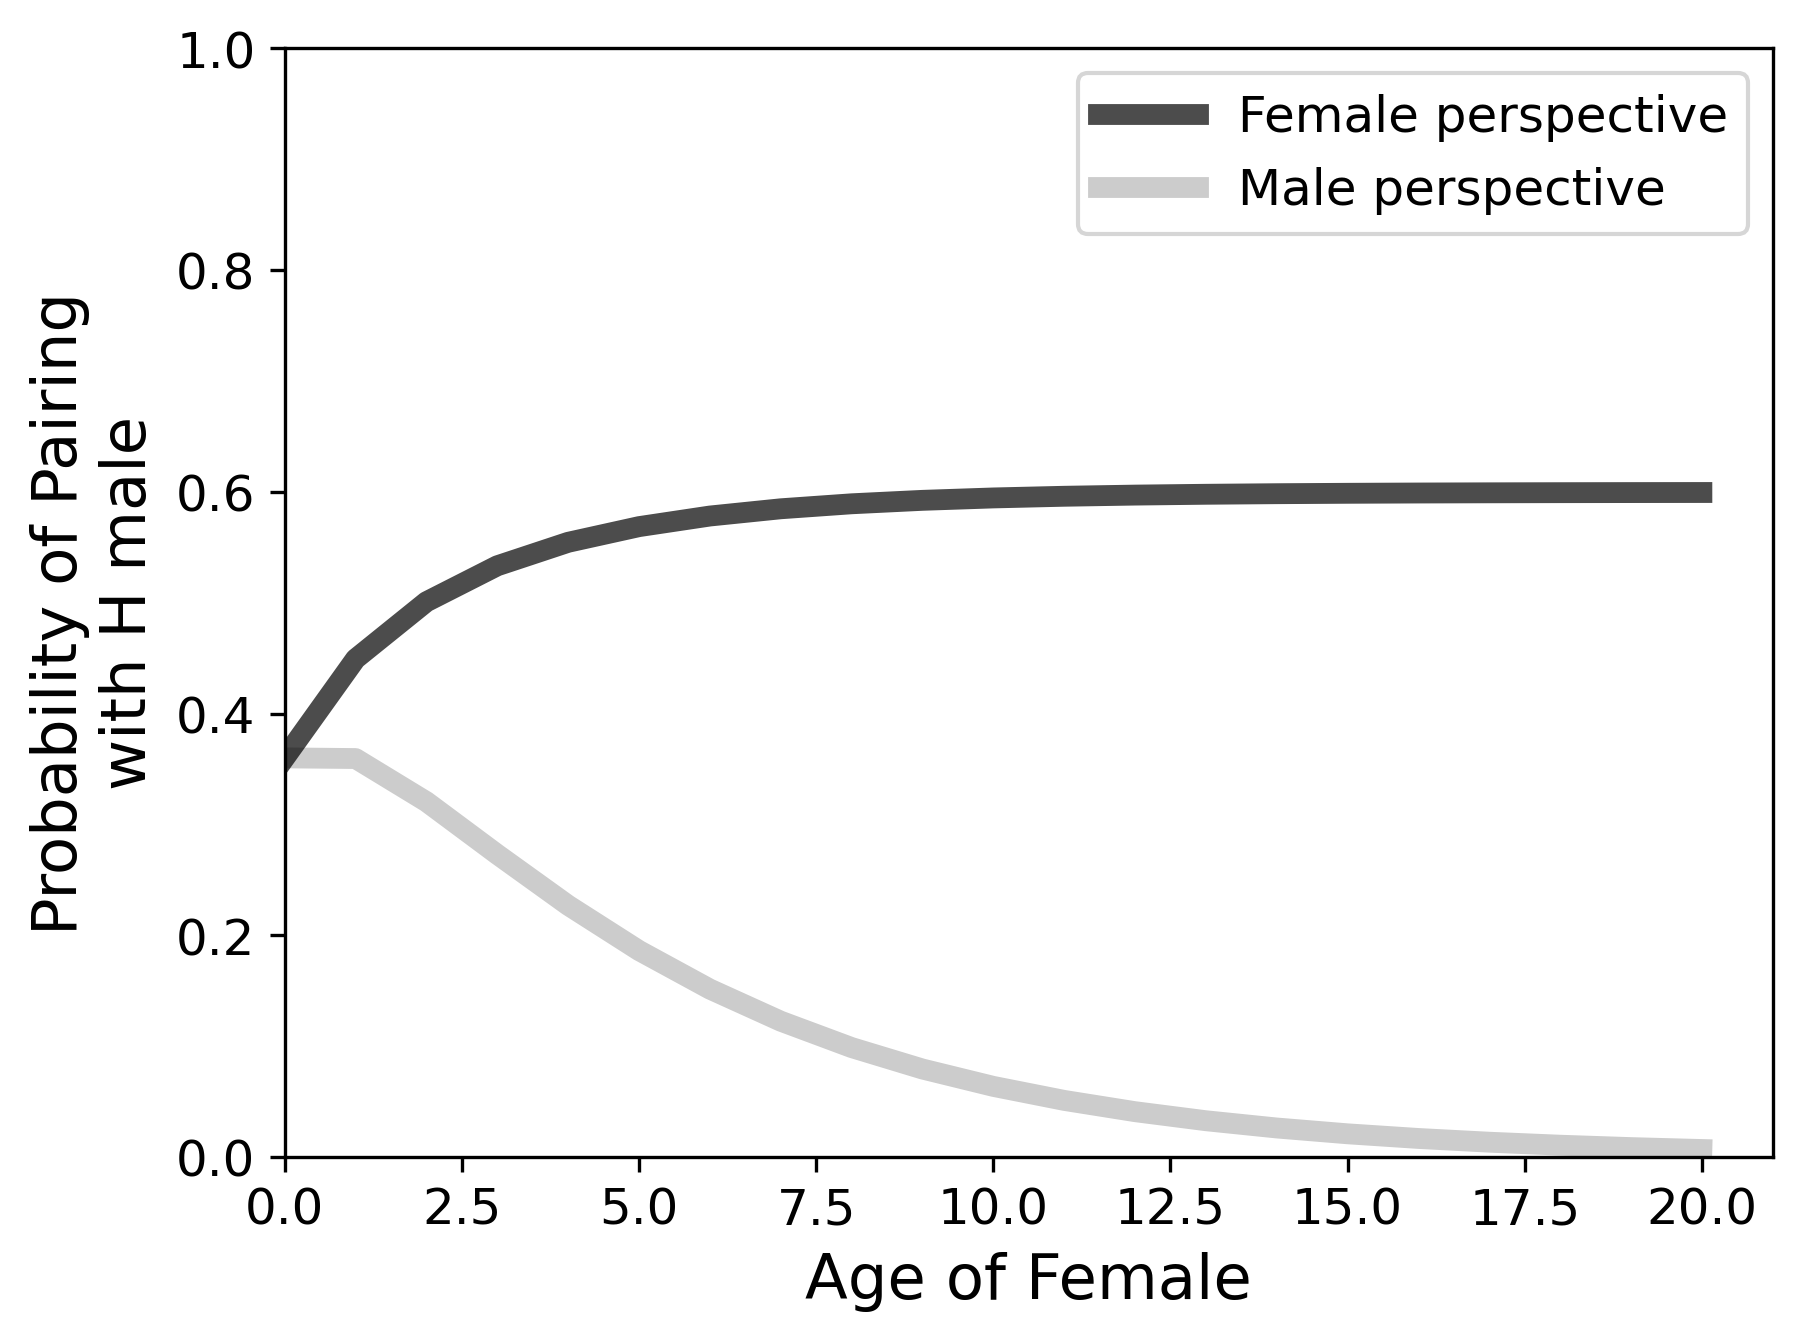 Probability of Pairing
with H male
1.0
0.8
0.6
0.4
0.2
0.0
Female perspective
Male perspective
0.0 2.5 5.0 7.5 10.0 12.5 15.0 17.5 20.0
Age of Female